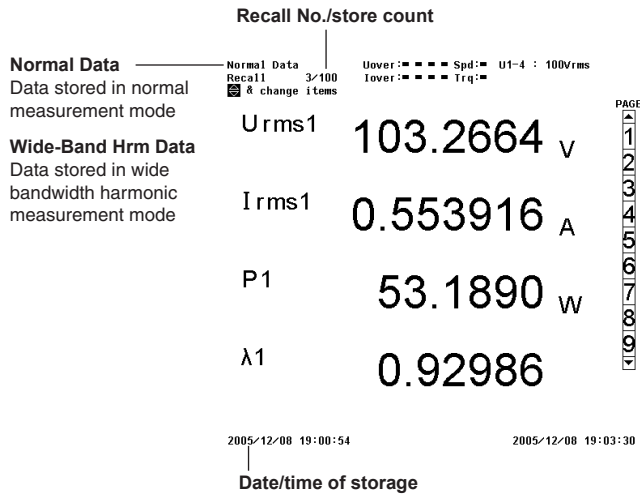 Recall No./store count
Normal Data
Data stored in normal
measurement mode
Wide-Band Hrm Data
Data stored in wide
bandwidth harmonic
measurement mode
Normal Data Uover: Spd: U1-4 : 100Vrms
Recall 3/100 Iover: Trq:
& change items
PAGE
Urms1 103.2664 V
Irms1 0.553916 A
P1 53.1890 W
λ1 0.92986
1
2
3
4
5
6
7
8
9
2005/12/08 19:00:54 2005/12/08 19:03:30
Date/time of storage